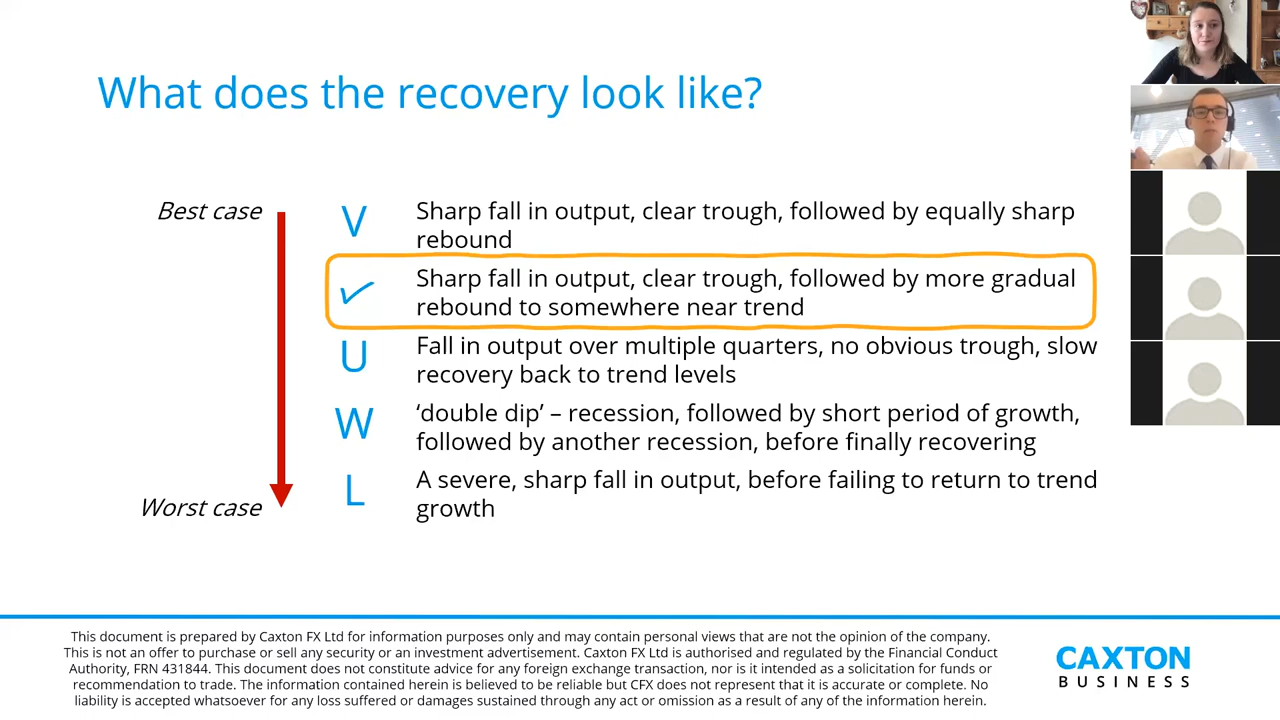 What does the recovery look like?
Best case
V
Sharp fall in output, clear trough, followed by equally sharp
rebound
✓
Sharp fall in output, clear trough, followed by more gradual
rebound to somewhere near trend
U
Fall in output over multiple quarters, no obvious trough, slow
recovery back to trend levels
W
‘double dip’ – recession, followed by short period of growth,
followed by another recession, before finally recovering
L
A severe, sharp fall in output, before failing to return to trend
growth
Worst case
This document is prepared by Caxton FX Ltd for information purposes only and may contain personal views that are not the opinion of the company.
This is not an offer to purchase or sell any security or an investment advertisement. Caxton FX Ltd is authorised and regulated by the Financial Conduct
Authority, FRN 431844. This document does not constitute advice for any foreign exchange transaction, nor is it intended as a solicitation for funds or
recommendation to trade. The information contained herein is believed to be reliable but CFX does not represent that it is accurate or complete. No
liability is accepted whatsoever for any loss suffered or damages sustained through any act or omission as a result of any of the information herein.
CAXTON
BUSINESS